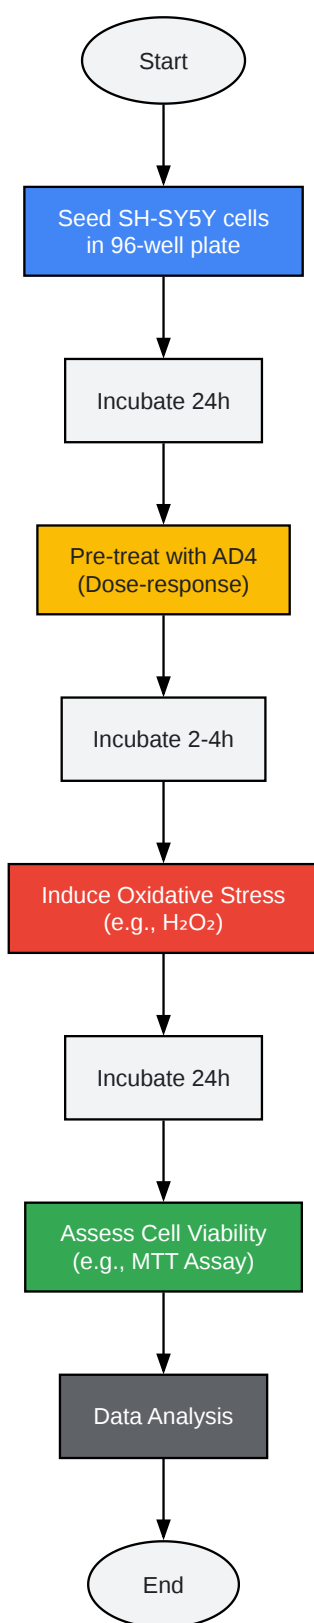 Start
Seed SH-SY5Y cells
in 96-well plate
Incubate 24h
Pre-treat with AD4
(Dose-response)
Incubate 2-4h
Induce Oxidative Stress
(e.g., H₂O₂)
Incubate 24h
Assess Cell Viability
(e.g., MTT Assay)
Data Analysis
End